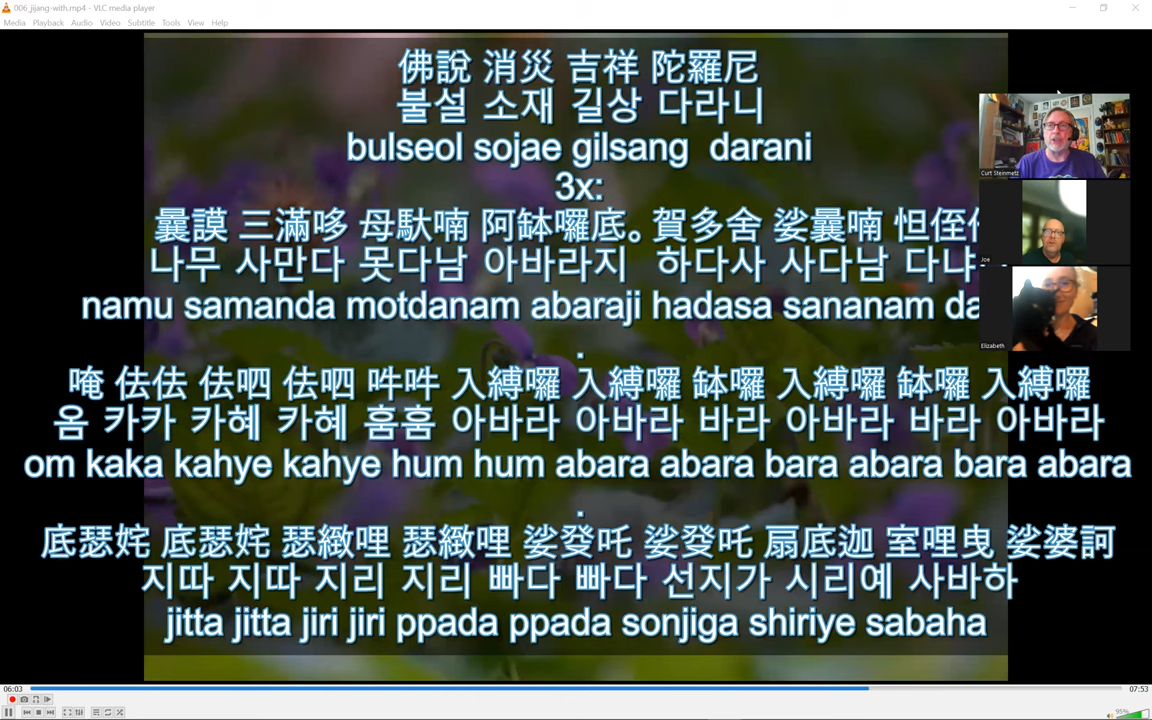 006_jijang-with.mp4 - VLC media player
Media Playback Audio Video Subtitle Tools View Help
佛說 消災 吉祥 陀羅尼
불설 소재 길상 다라니
bulseol sojae gilsang darani
3x:
曩謨 三滿哆 母馱喃 阿鉢囉底。賀多舍 娑曩喃 怛侄
나무 사만다 못다남 아바라지 하다사 사다남 다냐
namu samanda motdanam abaraji hadasa sananam da
.
唵 佉佉 佉呬 佉呬 吽吽 入縛囉 入縛囉 鉢囉 入縛囉 鉢囉 入縛囉
옴 카카 카혜 카혜 훔훔 아바라 아바라 바라 아바라 바라 아바라
om kaka kahye kahye hum hum abara abara bara abara bara abara
.
底瑟姹 底瑟姹 瑟緻哩 瑟緻哩 娑發吒 娑發吒 扇底迦 室哩曳 娑婆訶
지따 지따 지리 지리 빠다 빠다 선지가 시리예 사바하
jitta jitta jiri jiri ppada ppada sonjiga shiriye sabaha
Curt Steinmetz
Joe
Elizabeth
06:03
07:53
95%